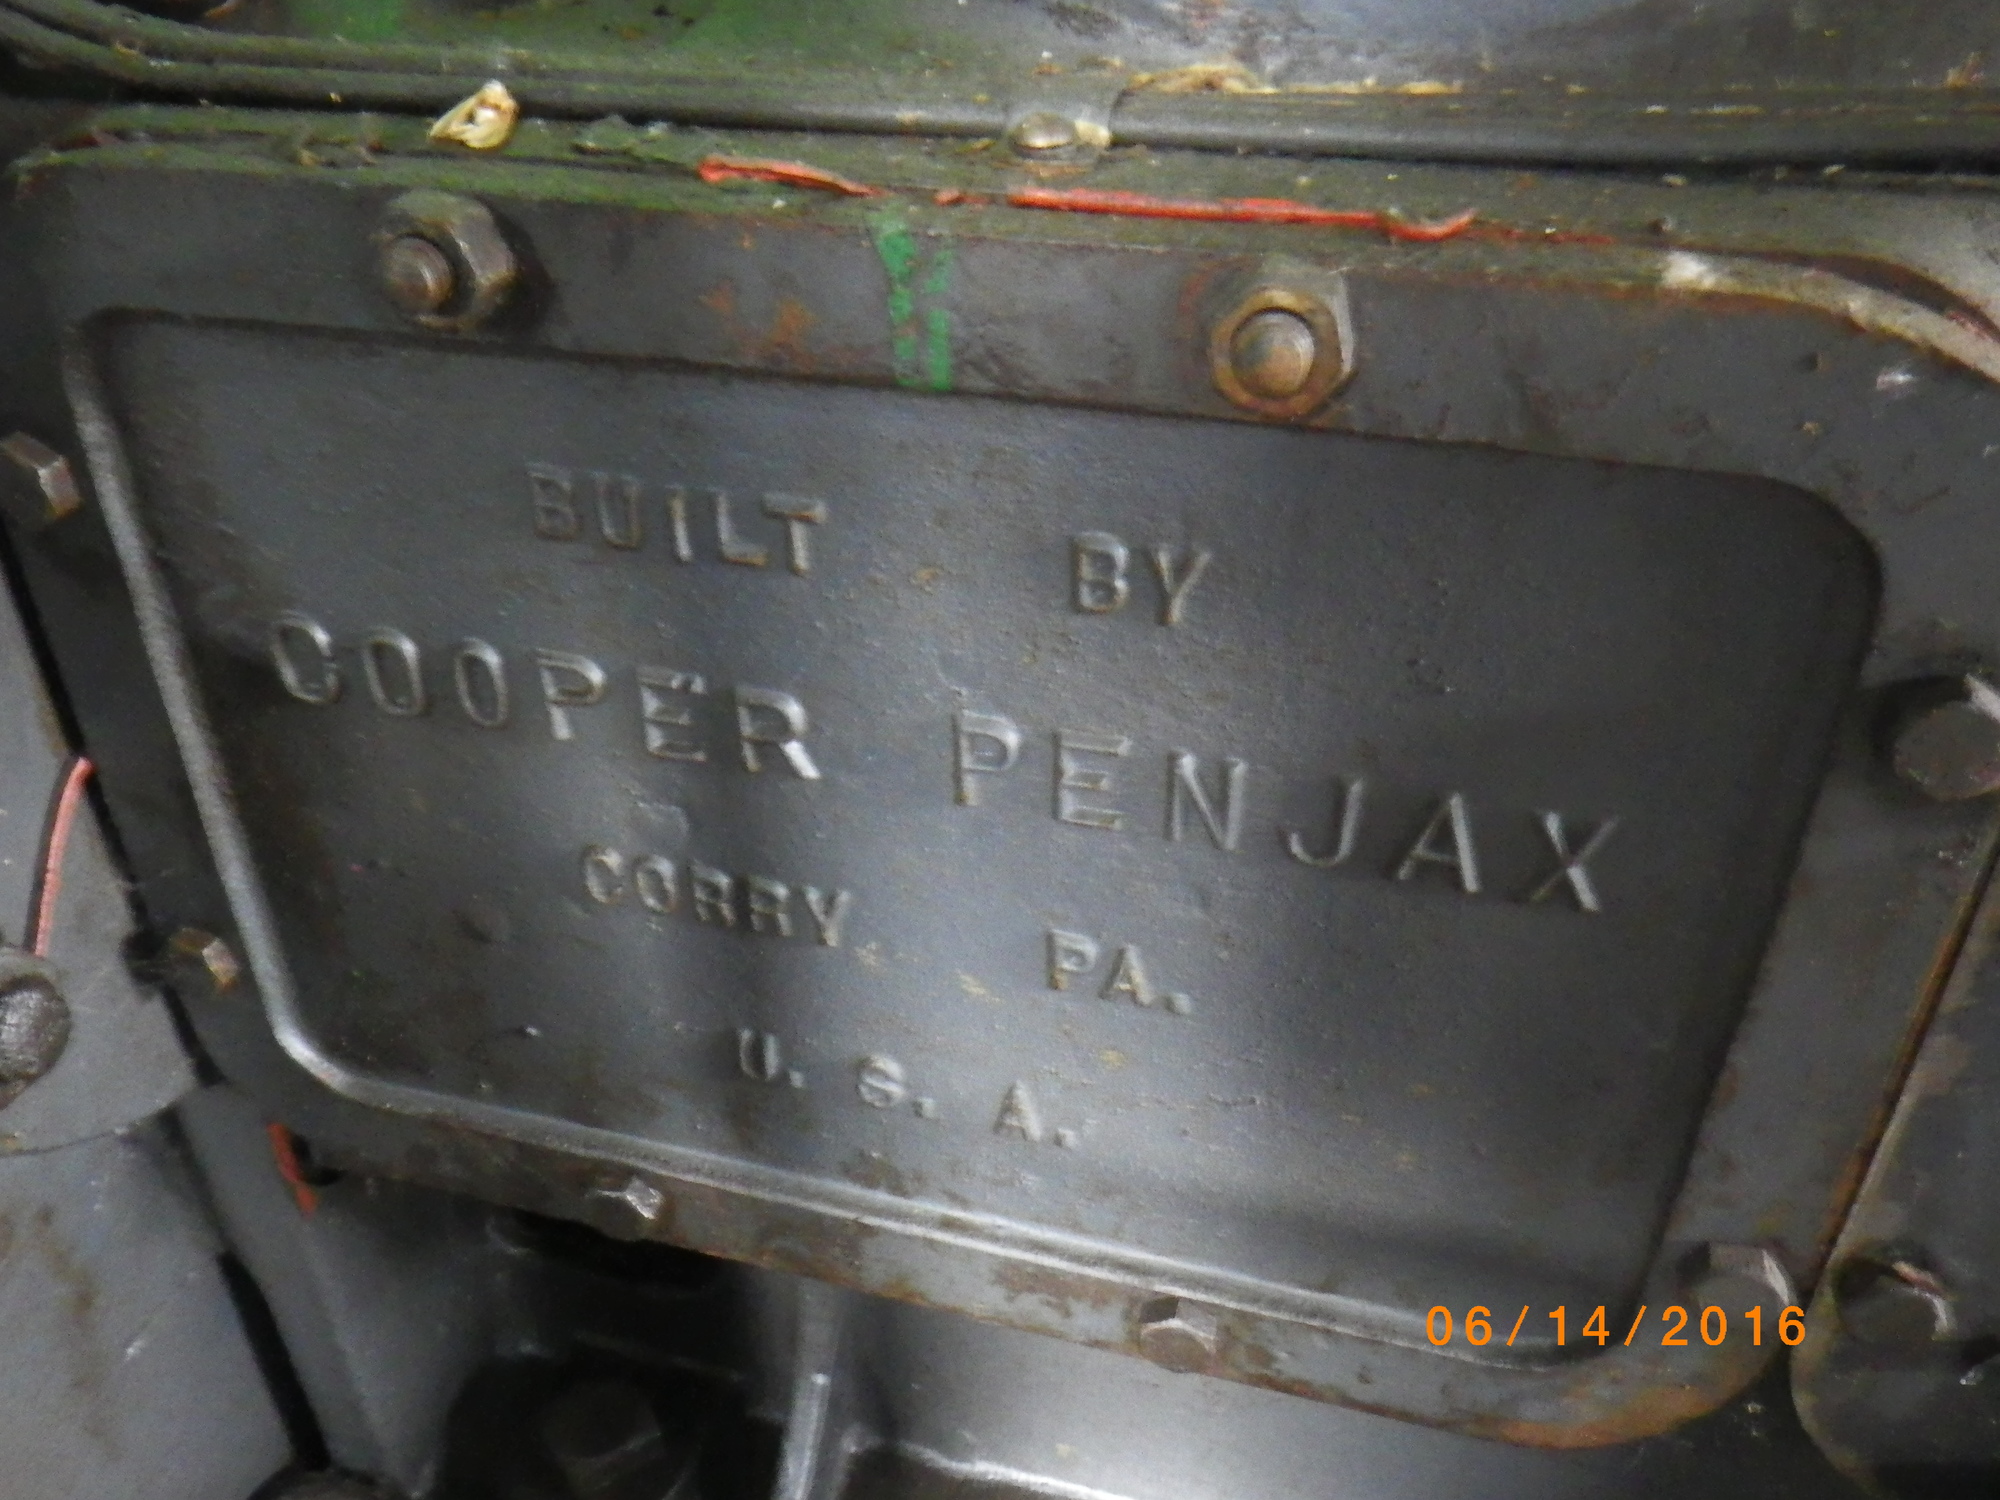 BUILT BY
COOPER PENJAX
CORRY PA.
U. S. A.
06/14/2016